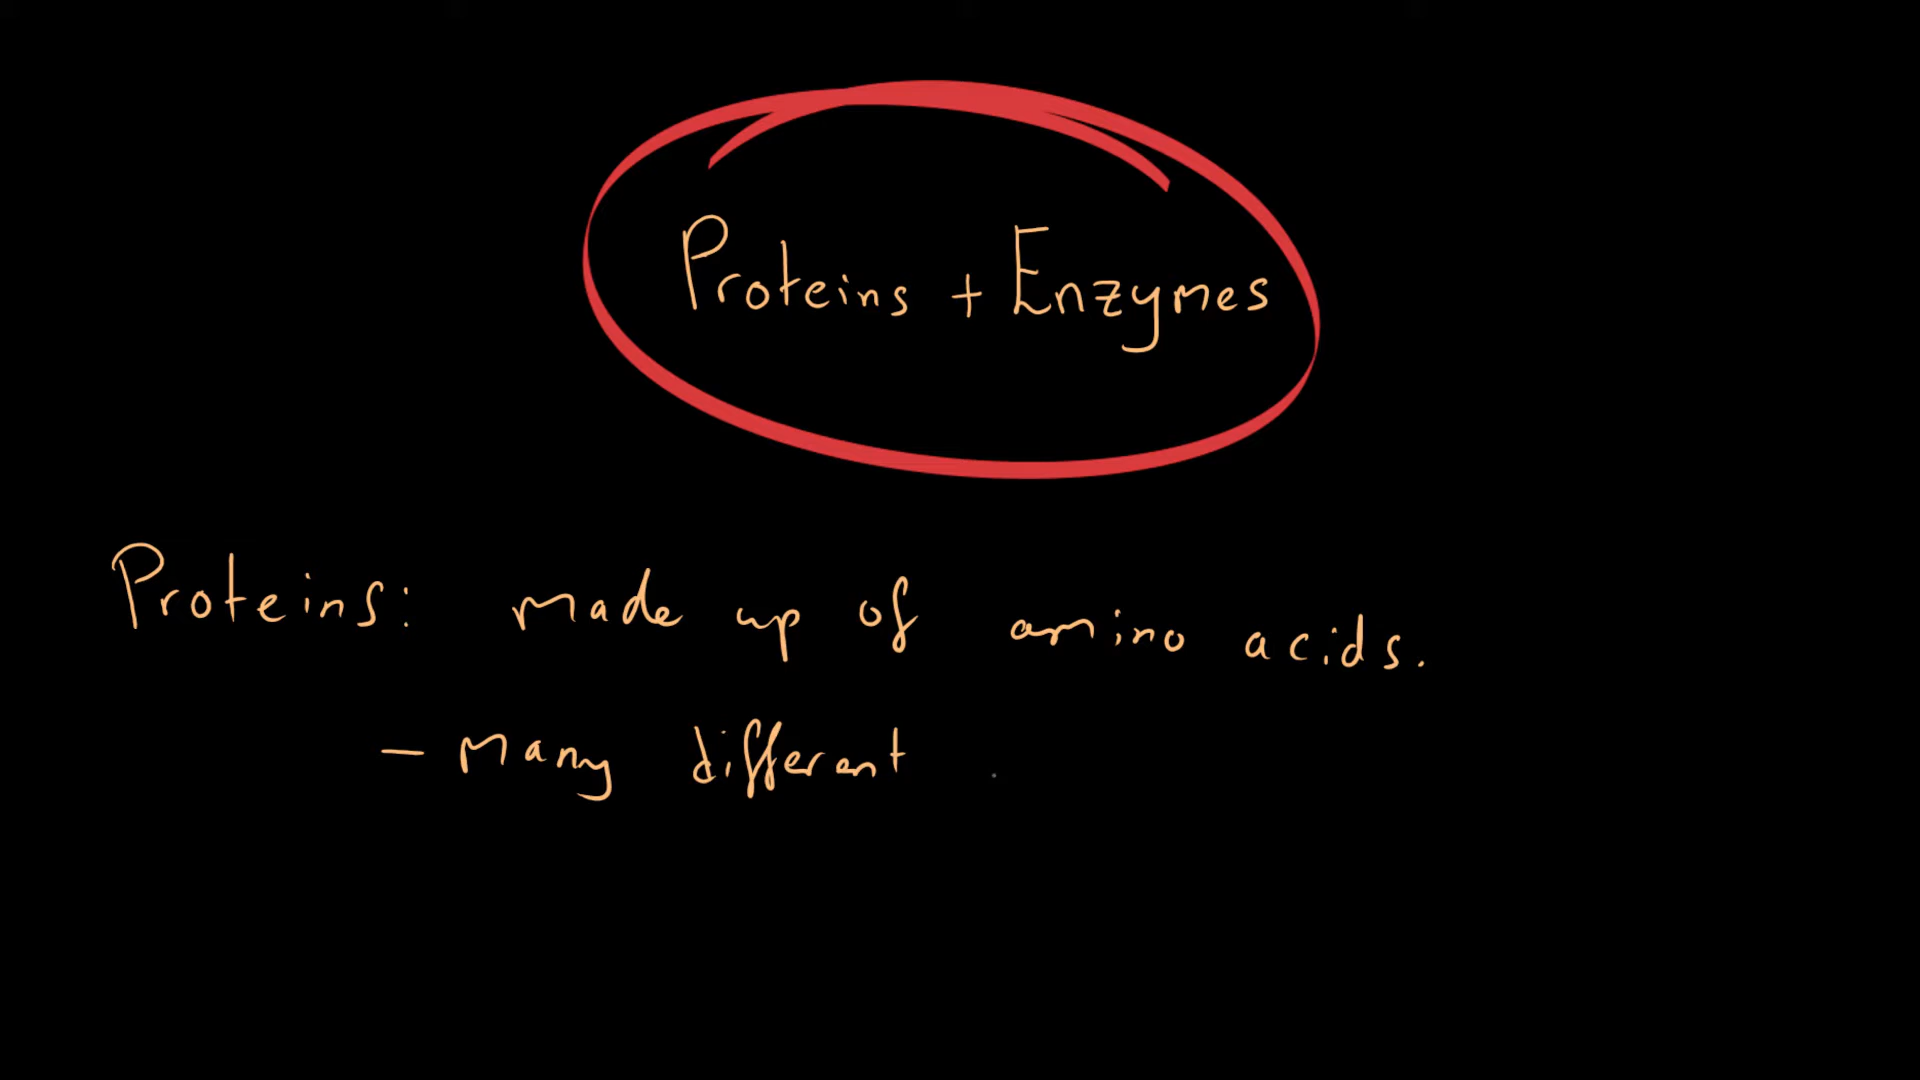 Proteins + Enzymes
Proteins: made up of amino acids.
- Many different